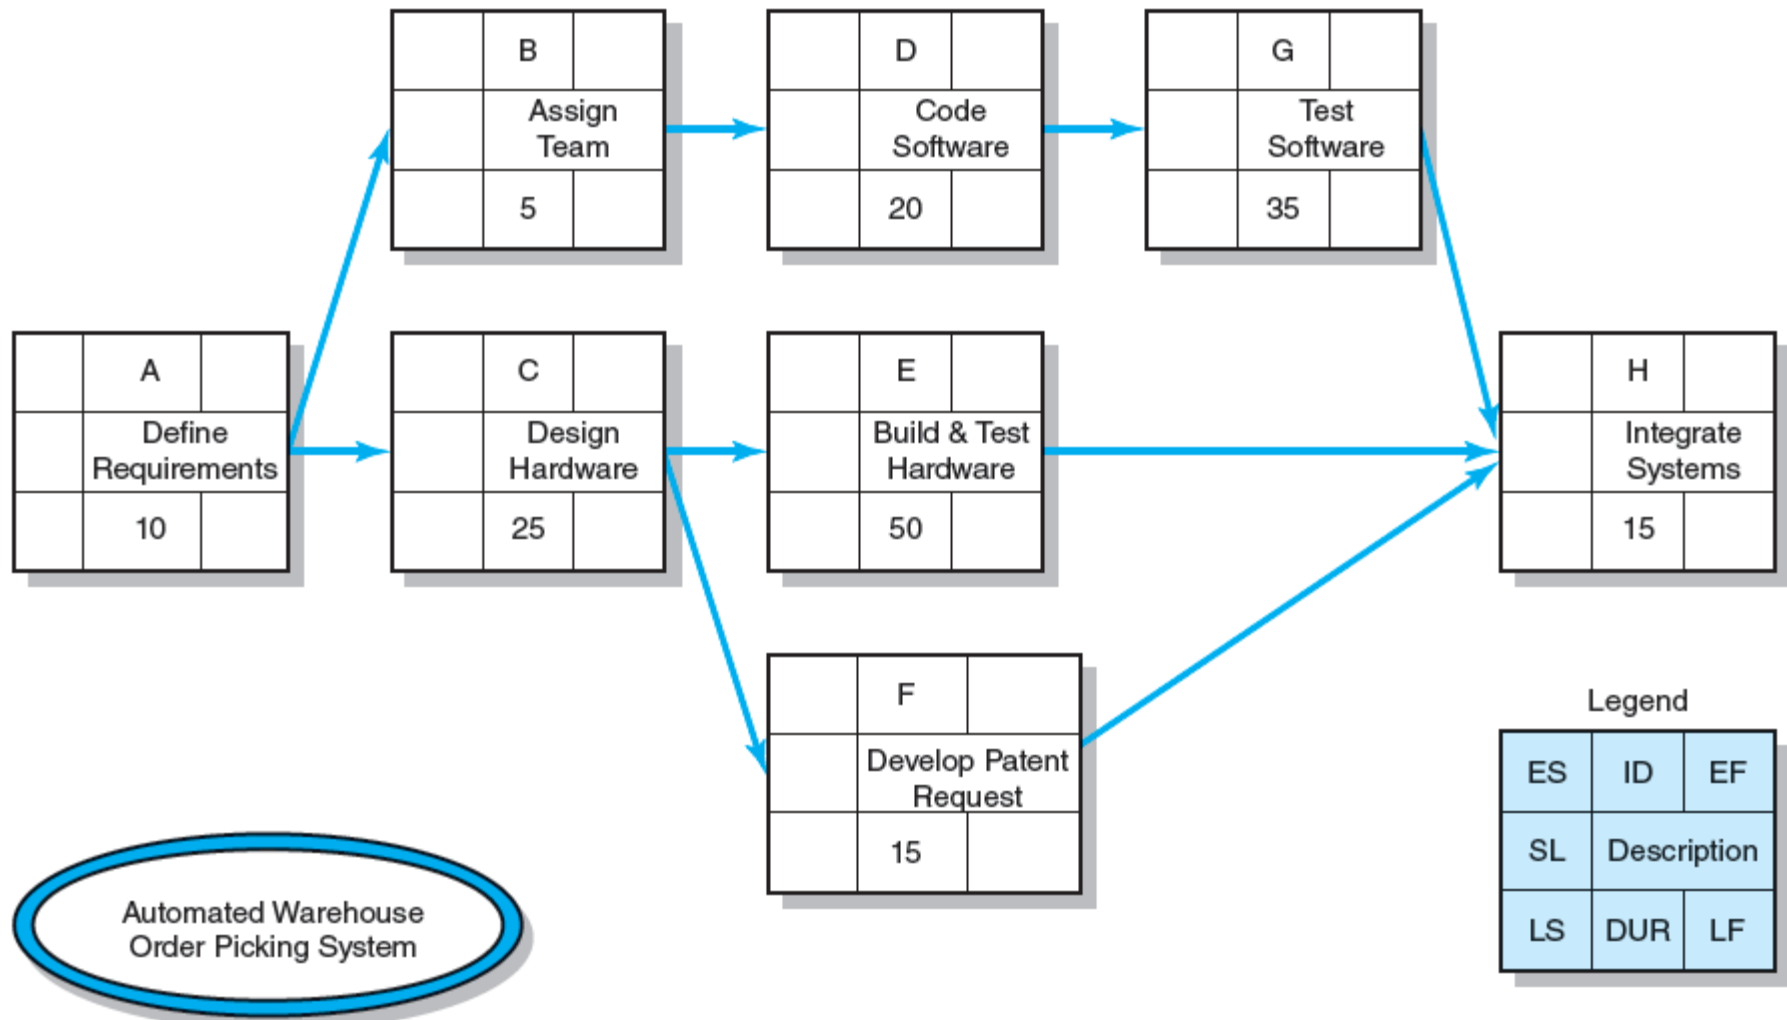 B
Assign
Team
5
D
Code
Software
20
G
Test
Software
35
A
Define
Requirements
10
C
Design
Hardware
25
E
Build & Test
Hardware
50
H
Integrate
Systems
15
F
Develop Patent
Request
15
Legend
ES ID EF
SL Description
LS DUR LF
Automated Warehouse
Order Picking System